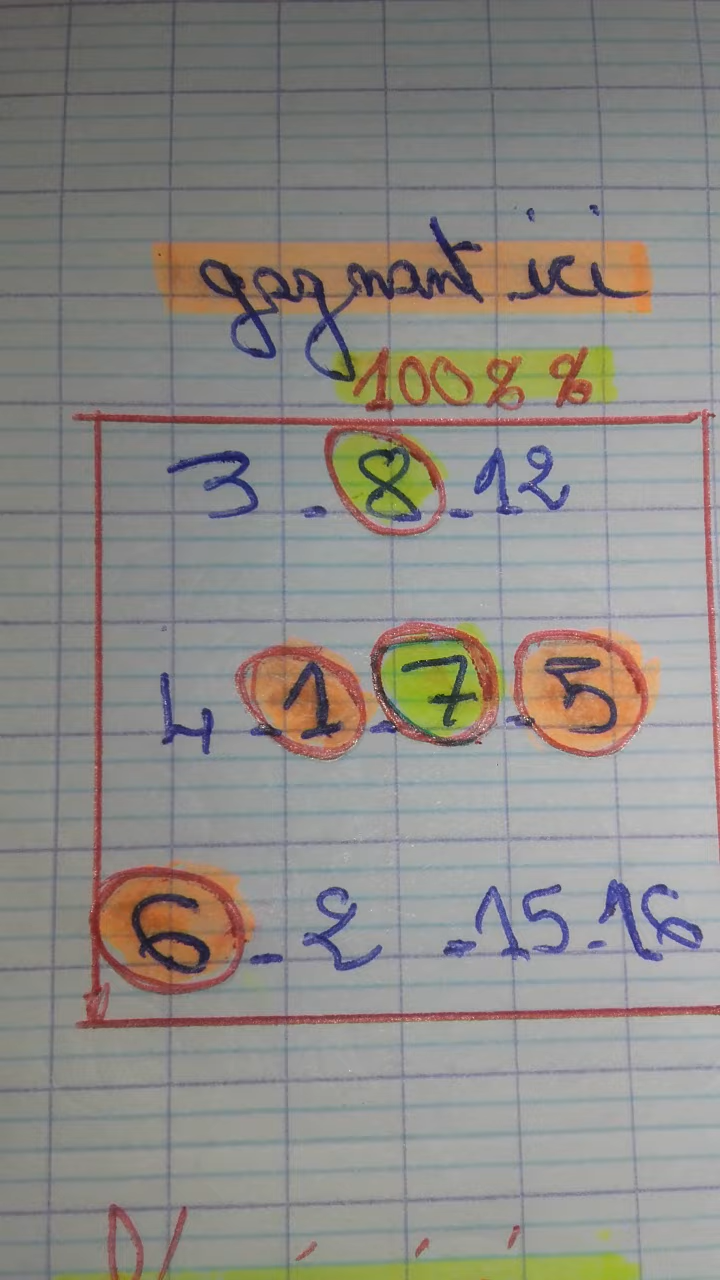 gagnant ici
100%%
3 - 8 - 12
4 - 1 - 7 - 5
6 - 2 - 15 - 16